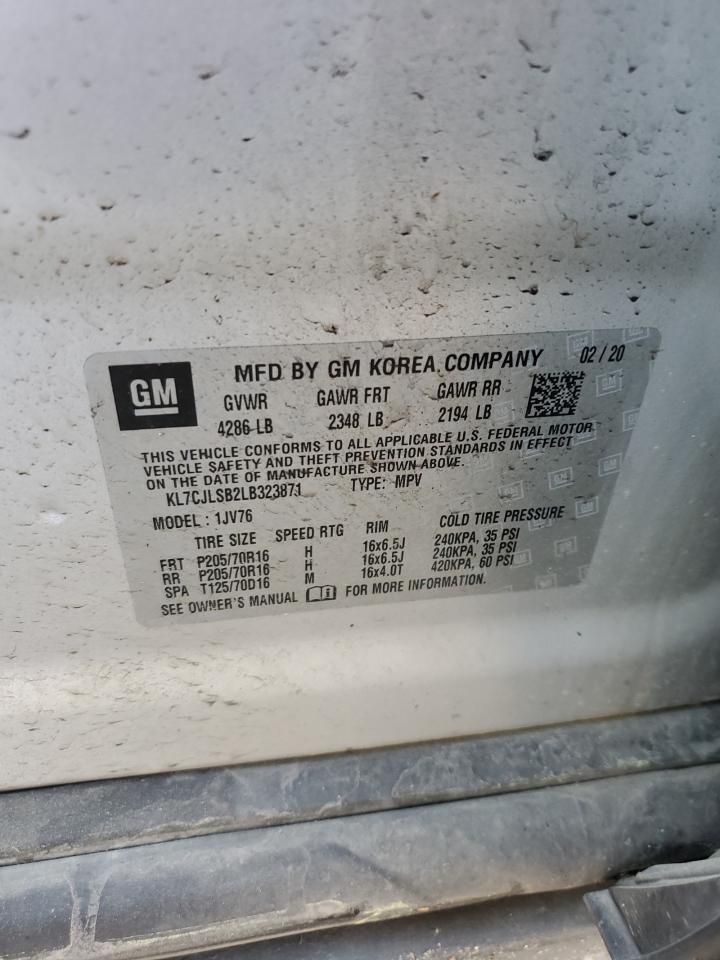 GM MFD BY GM KOREA COMPANY 02/20
GVWR GAWR FRT GAWR RR
4286 LB 2348 LB 2194 LB
THIS VEHICLE CONFORMS TO ALL APPLICABLE U.S. FEDERAL MOTOR
VEHICLE SAFETY AND THEFT PREVENTION STANDARDS IN EFFECT
ON THE DATE OF MANUFACTURE SHOWN ABOVE.
KL7CJLSB2LB323871 TYPE: MPV
MODEL: 1JV76
TIRE SIZE SPEED RTG RIM COLD TIRE PRESSURE
FRT P205/70R16 H 16x6.5J 240KPA, 35 PSI
RR P205/70R16 H 16x6.5J 240KPA, 35 PSI
SPA T125/70D16 M 16x4.0T 420KPA, 60 PSI
SEE OWNER'S MANUAL FOR MORE INFORMATION.